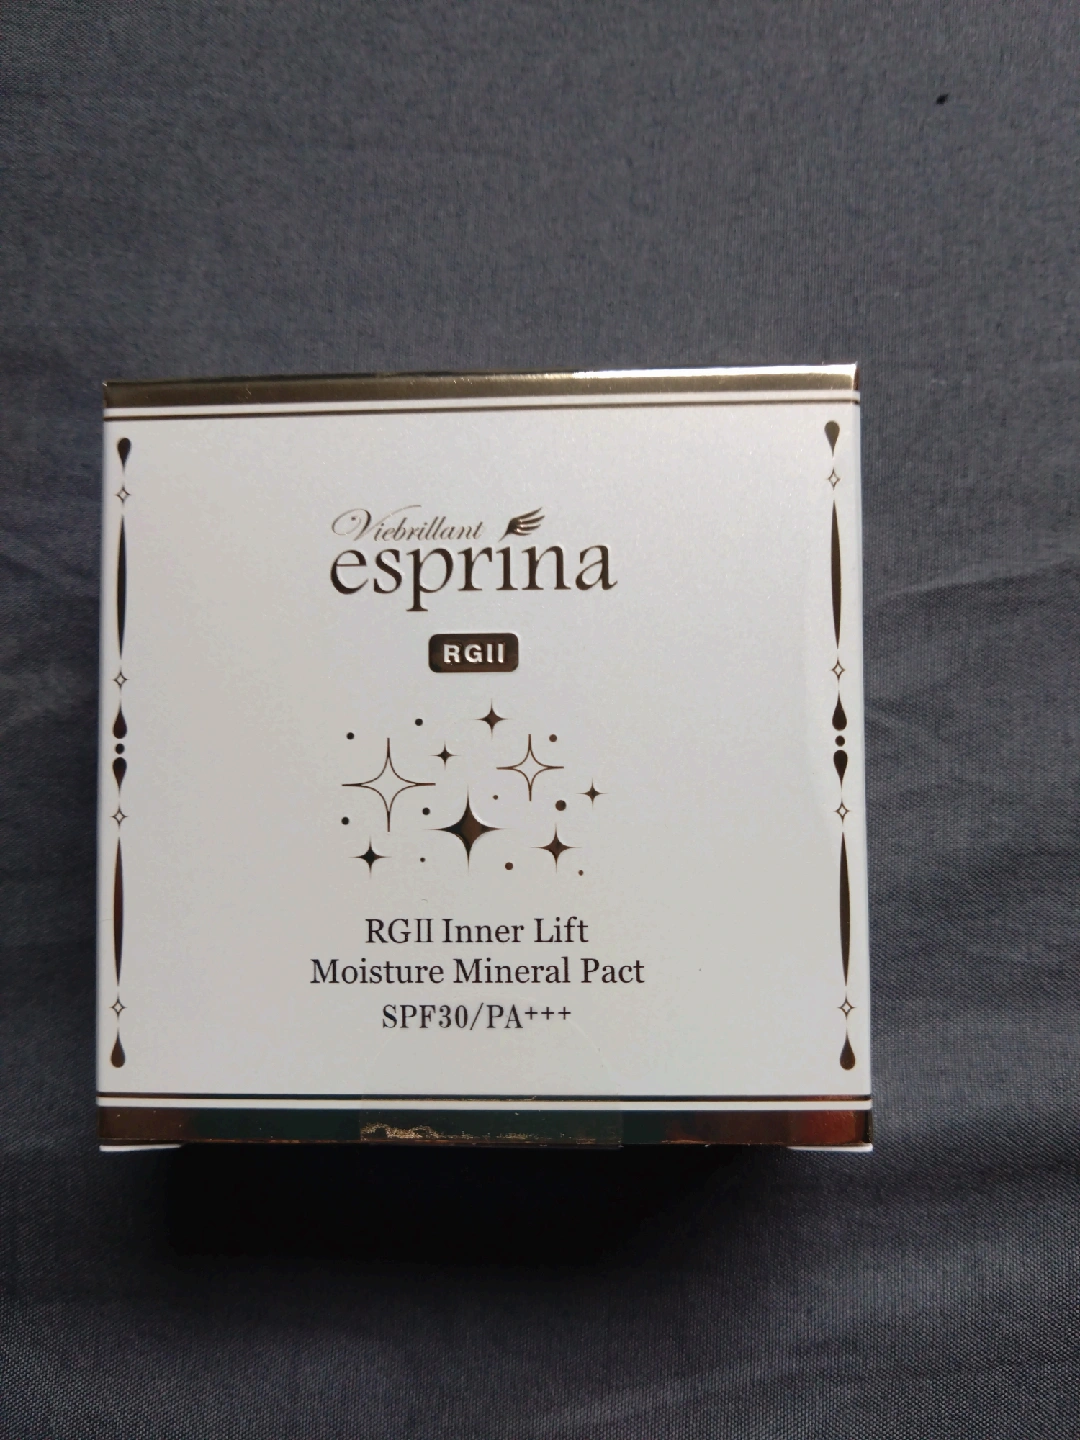 Viebrillant
esprina
RGII
RGII Inner Lift
Moisture Mineral Pact
SPF30/PA+++